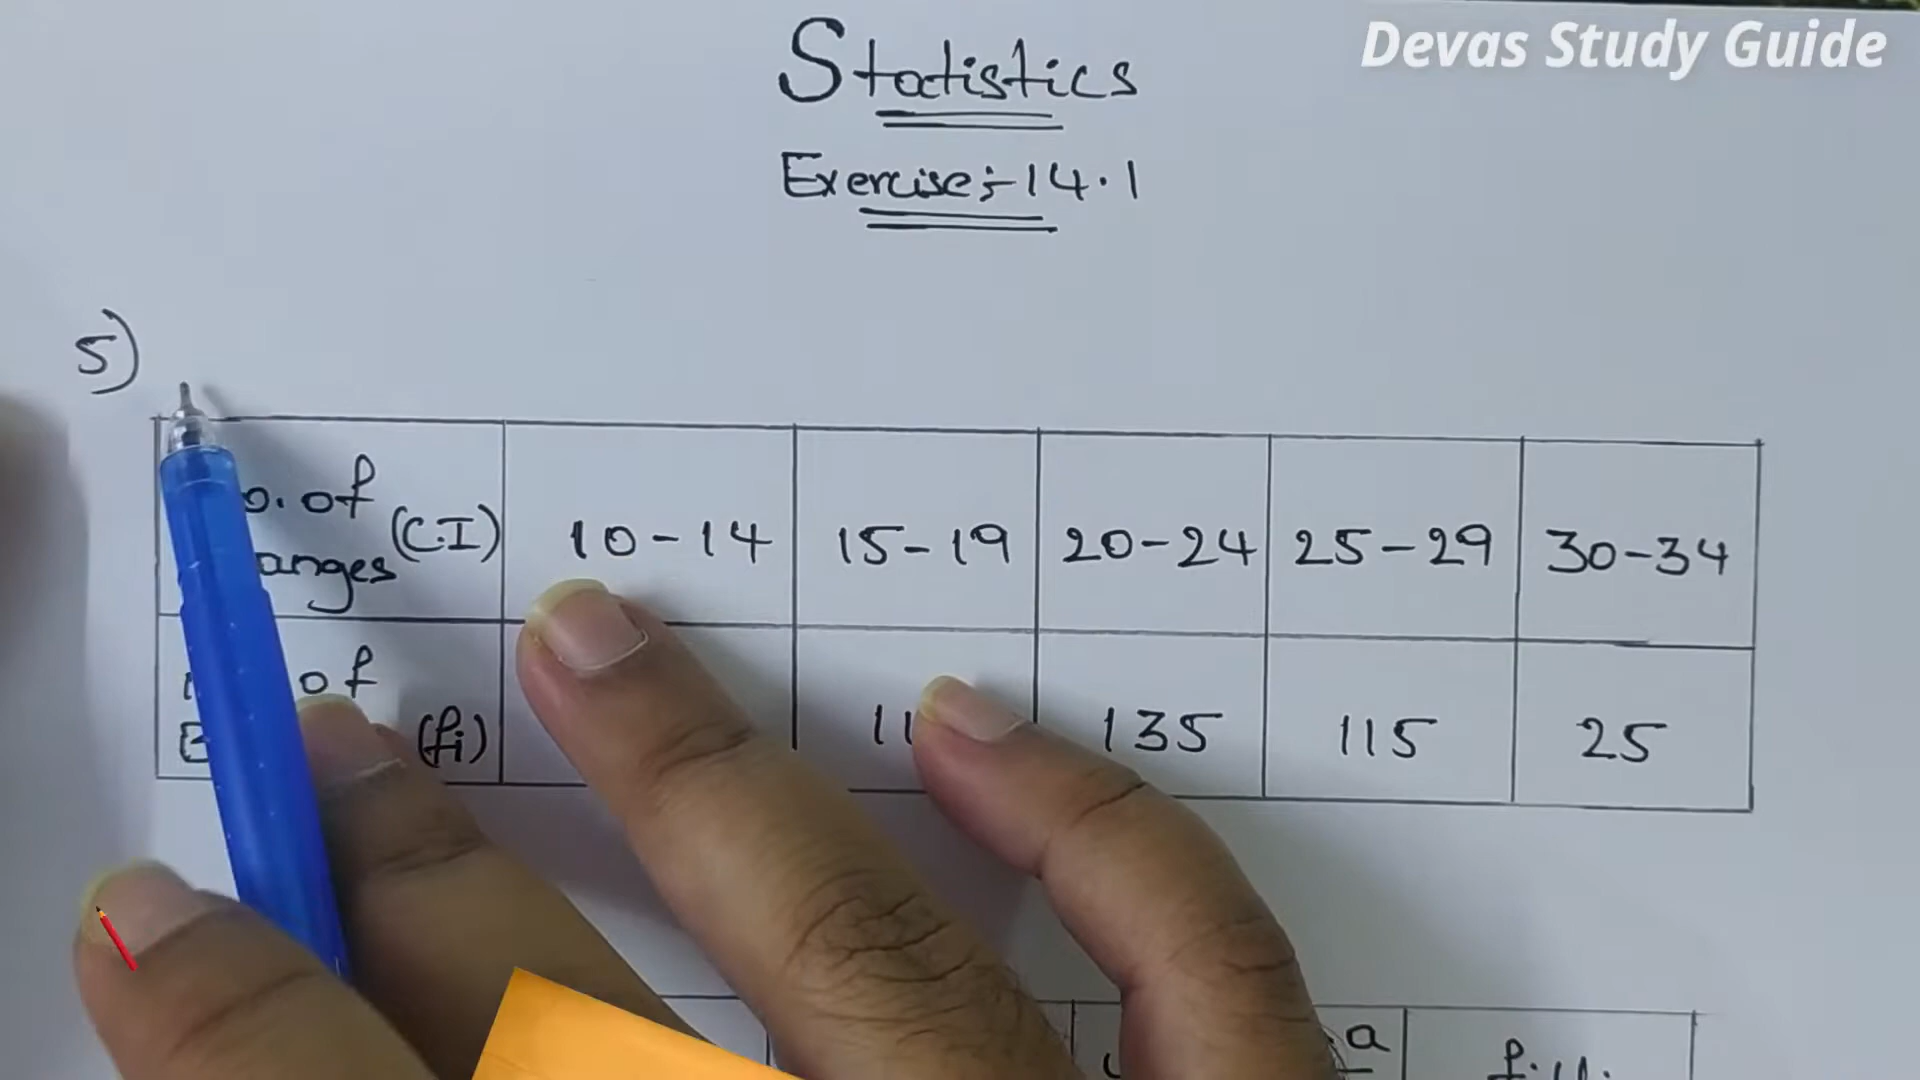 Devas Study Guide
Statistics
Exercise:-14.1
5)
of (C.I) 10-14 15-19 20-24 25-29 30-34
of (fi) 135 115 25
a